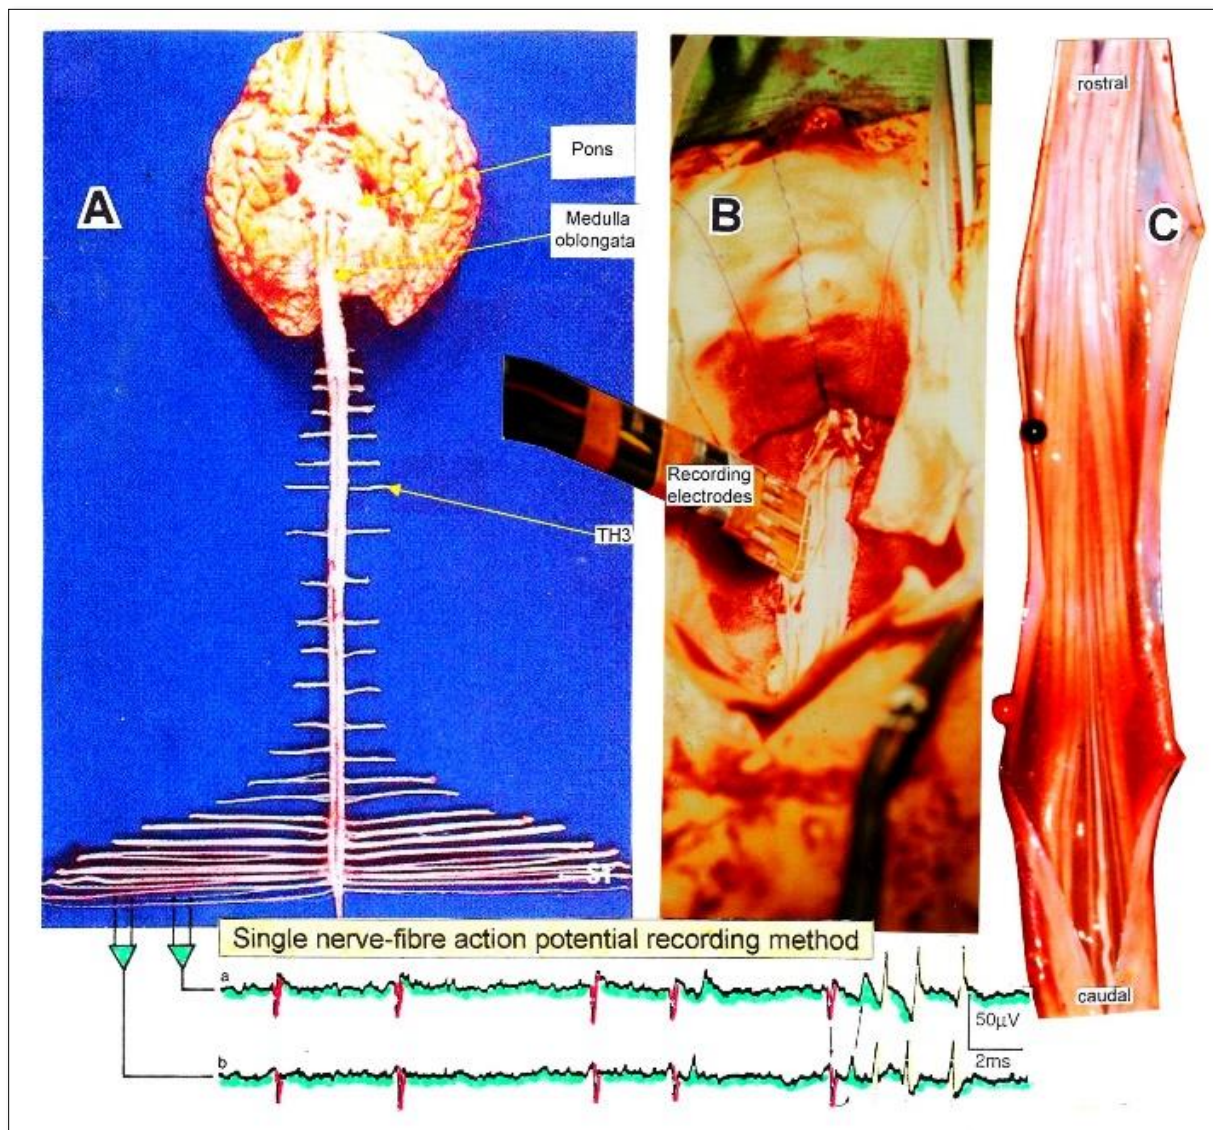 A
Pons
Medulla
oblongata
TH3
S1
B
Recording
electrodes
rostral
C
caudal
Single nerve-fibre action potential recording method
a
b
50µV
2ms